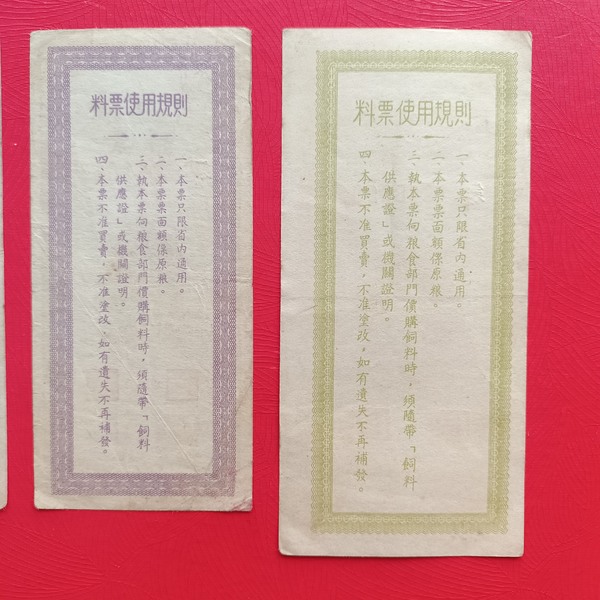 料票使用規則
一、本票只限省内通用。
二、本票票面額係原粮。
三、執本票向粮食部門價購飼料時，須隨帶「飼料
供應證」或機關證明。
四、本票不准買賣，不准塗改，如有遺失不再補發。
料票使用規則
一、本票只限省内通用。
二、本票票面額係原粮。
三、執本票向粮食部門價購飼料時，須隨帶「飼料
供應證」或機關證明。
四、本票不准買賣，不准塗改，如有遺失不再補發。